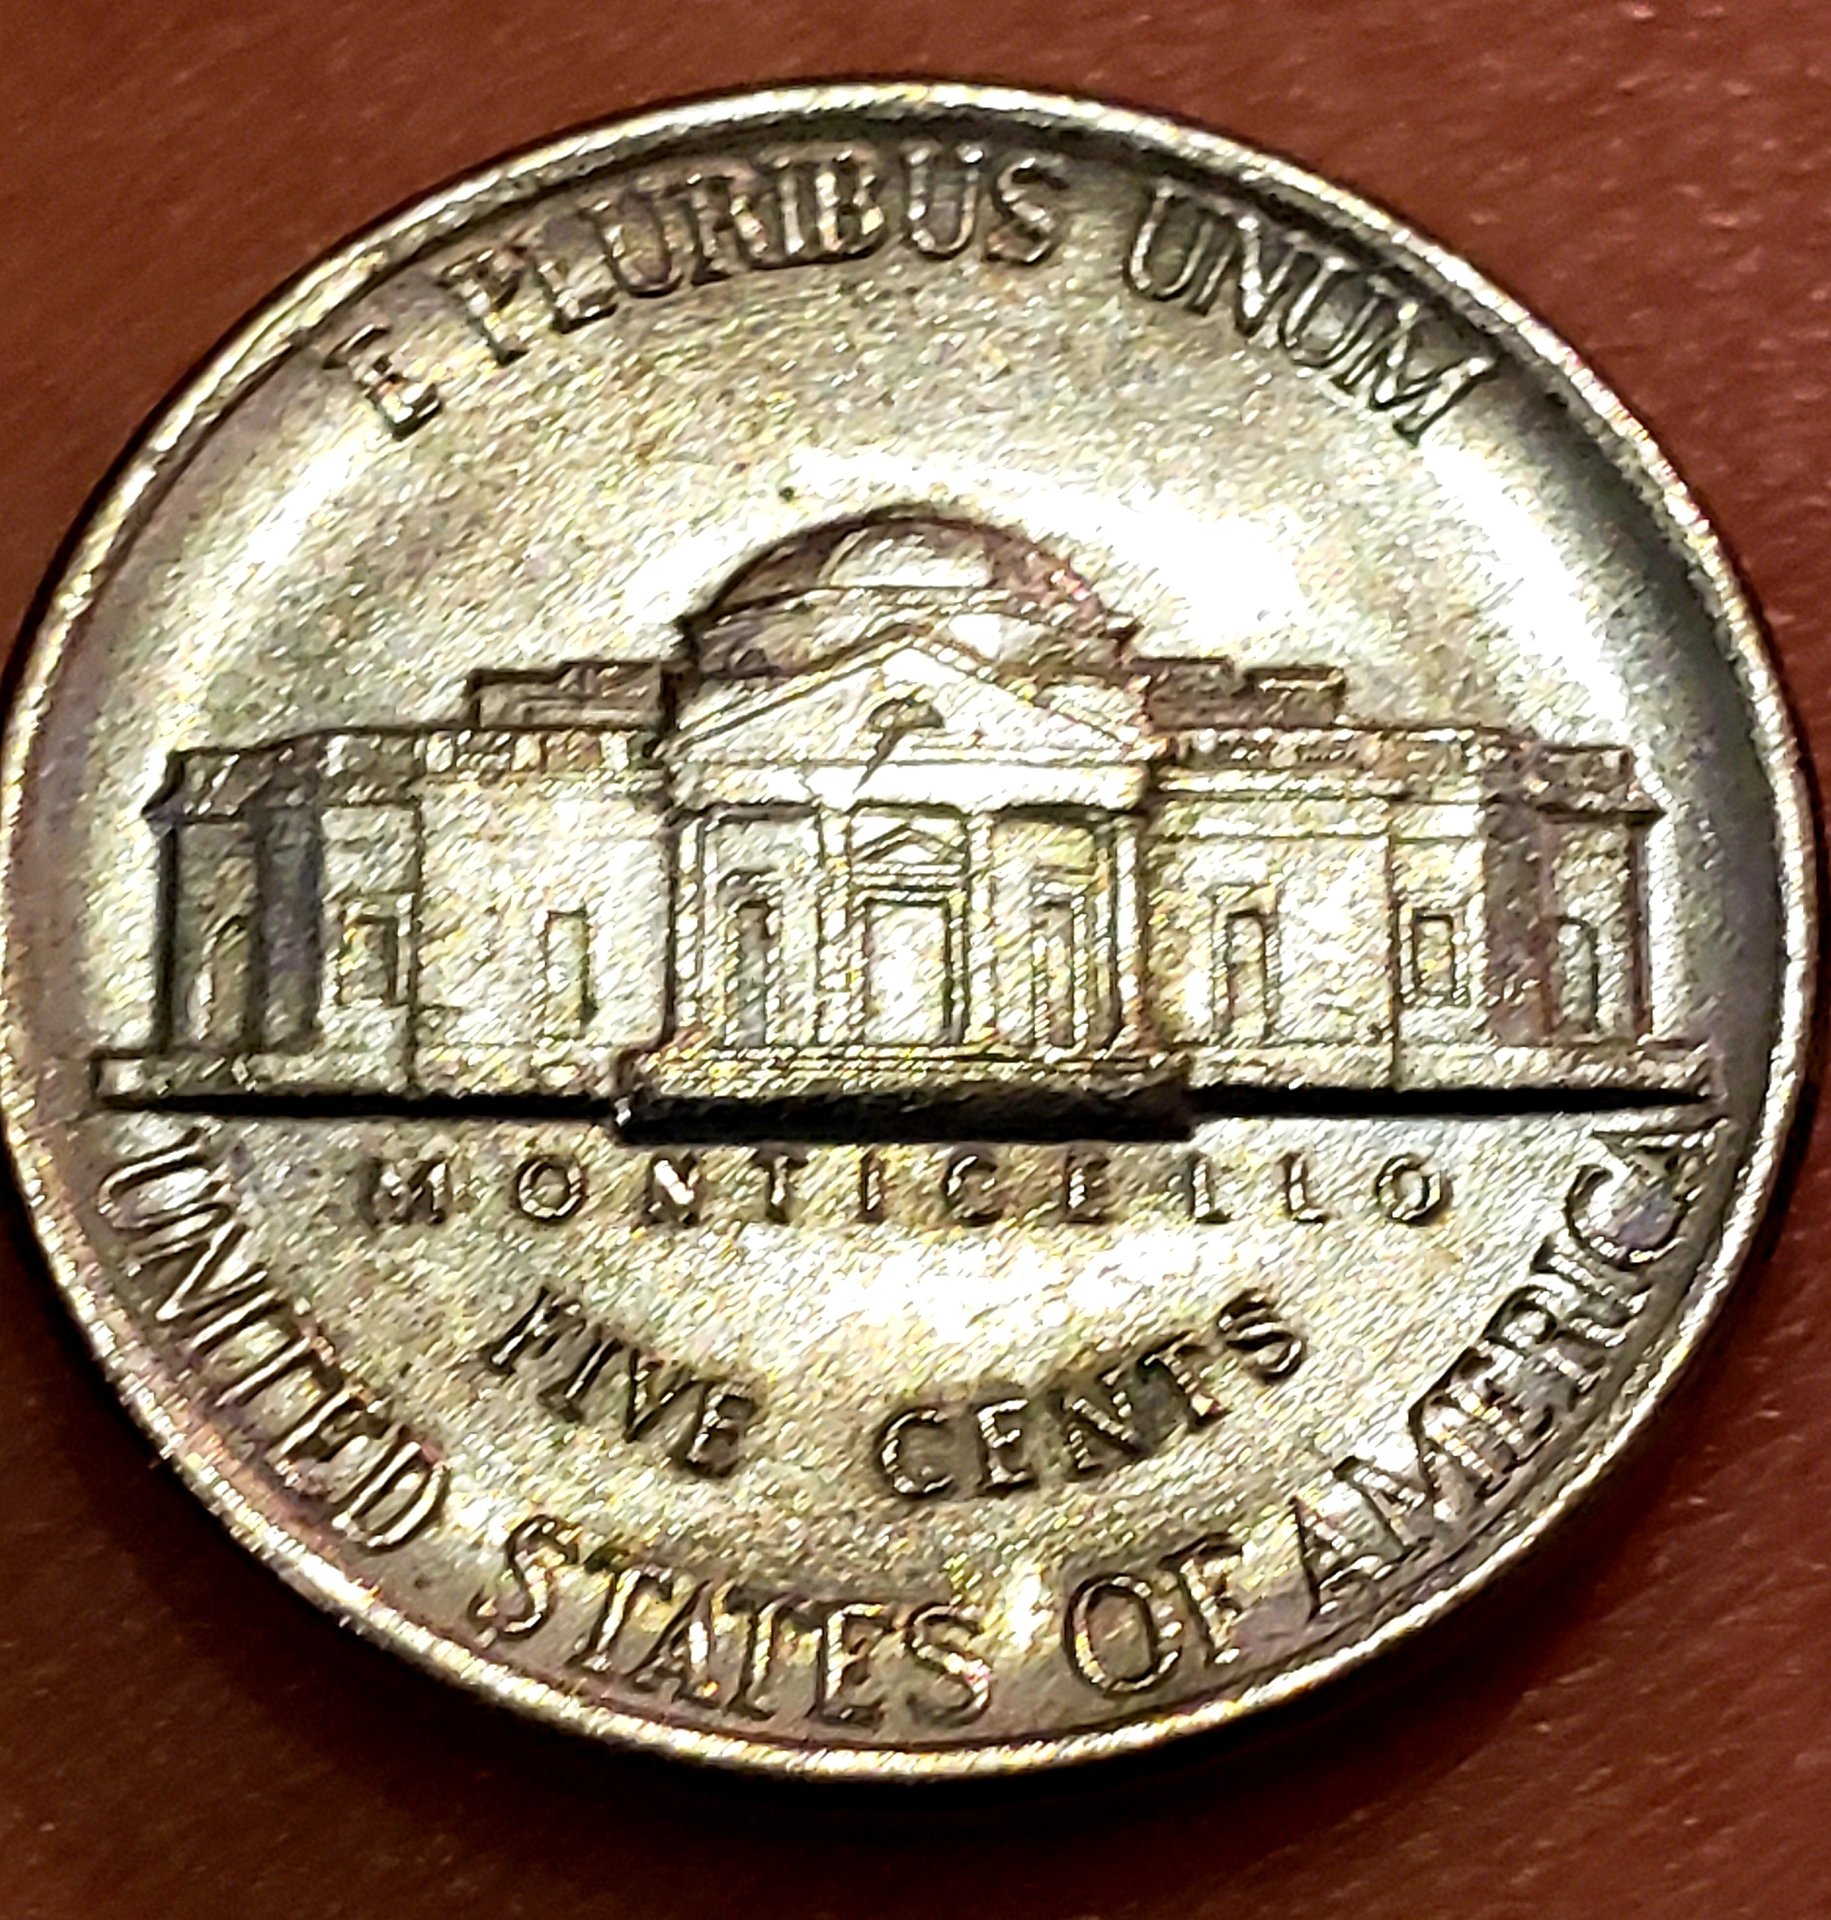 E PLURIBUS UNUM
MONTICELLO
FIVE CENTS
UNITED STATES OF AMERICA